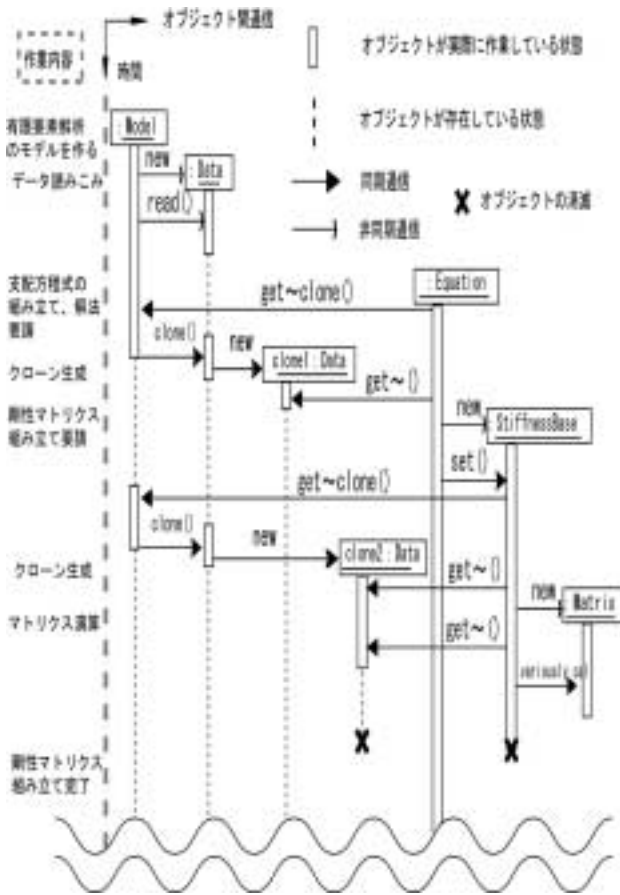 オブジェクト間通信
作業内容
時間
オブジェクトが実際に作業している状態
オブジェクトが存在している状態
同期通信
非同期通信
オブジェクトの消滅
有限要素解析
のモデルを作る
:Model
new
:Data
データ読みこみ
read()
支配方程式の
組み立て、解法
要請
:Equation
get~clone()
clone()
new
clone1:Data
クローン生成
get~()
剛性マトリクス
組み立て要請
new
StiffnessBase
set()
get~clone()
clone()
new
clone2:Data
クローン生成
get~()
new
Matrix
マトリクス演算
get~()
剛性マトリクス
組み立て完了